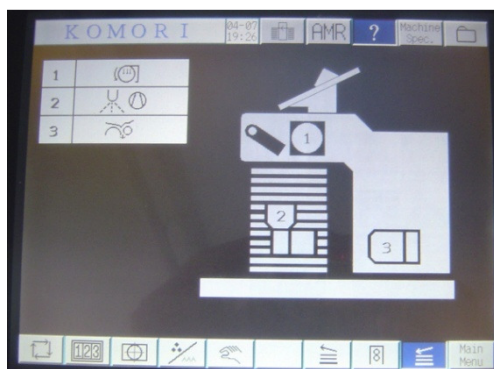 KOMORI
04-07
19:26
AMR
?
Machine
Spec.
1
2
3
1
2
3
123
8
Main
Menu